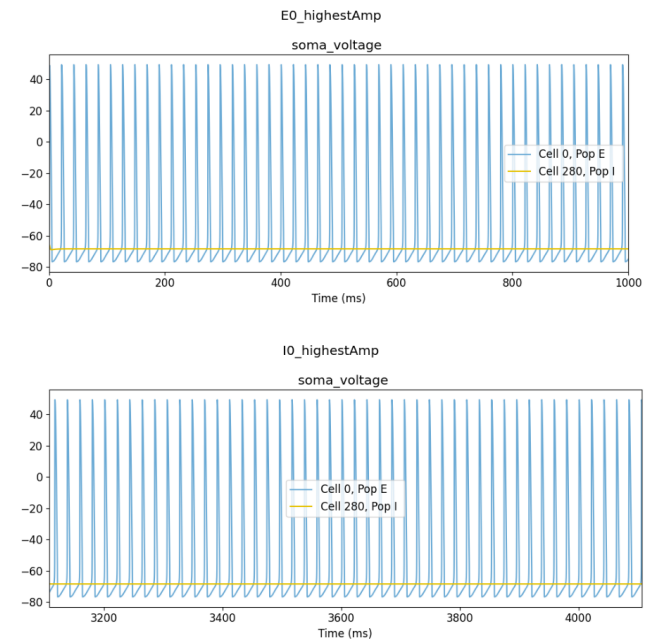 E0_highestAmp
soma_voltage
40
20
0
−20
−40
−60
−80
Cell 0, Pop E
Cell 280, Pop I
0 200 400 600 800 1000
Time (ms)
I0_highestAmp
soma_voltage
40
20
0
−20
−40
−60
−80
Cell 0, Pop E
Cell 280, Pop I
3200 3400 3600 3800 4000
Time (ms)